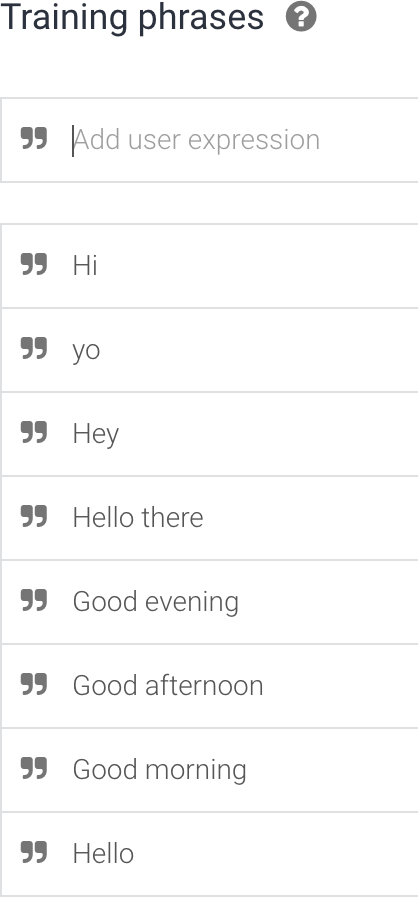 Training phrases ?
Add user expression
Hi
yo
Hey
Hello there
Good evening
Good afternoon
Good morning
Hello